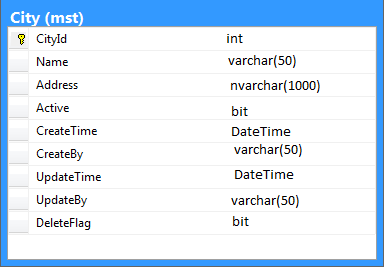 City (mst)
CityId int
Name varchar(50)
Address nvarchar(1000)
Active bit
CreateTime DateTime
CreateBy varchar(50)
UpdateTime DateTime
UpdateBy varchar(50)
DeleteFlag bit